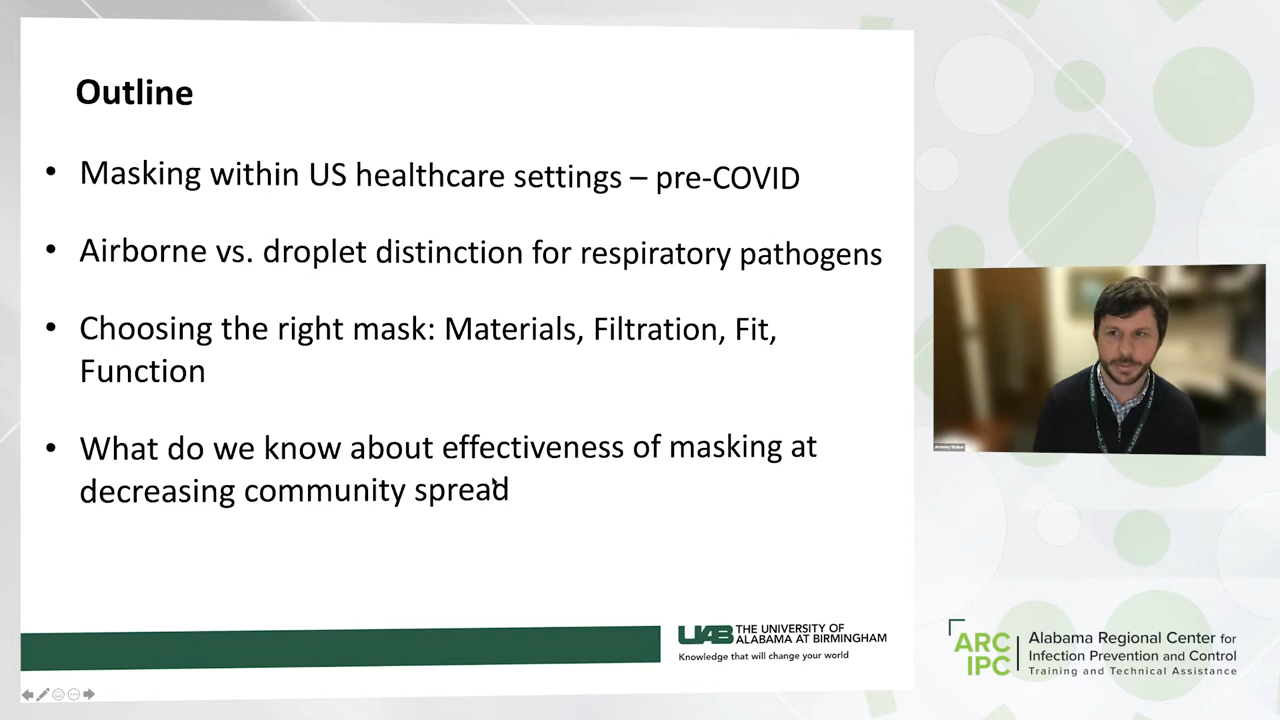 Outline
• Masking within US healthcare settings – pre-COVID
• Airborne vs. droplet distinction for respiratory pathogens
• Choosing the right mask: Materials, Filtration, Fit,
Function
• What do we know about effectiveness of masking at
decreasing community spread
UAB THE UNIVERSITY OF
ALABAMA AT BIRMINGHAM
Knowledge that will change your world
Jeremey Walker
ARC
IPC
Alabama Regional Center for
Infection Prevention and Control
Training and Technical Assistance